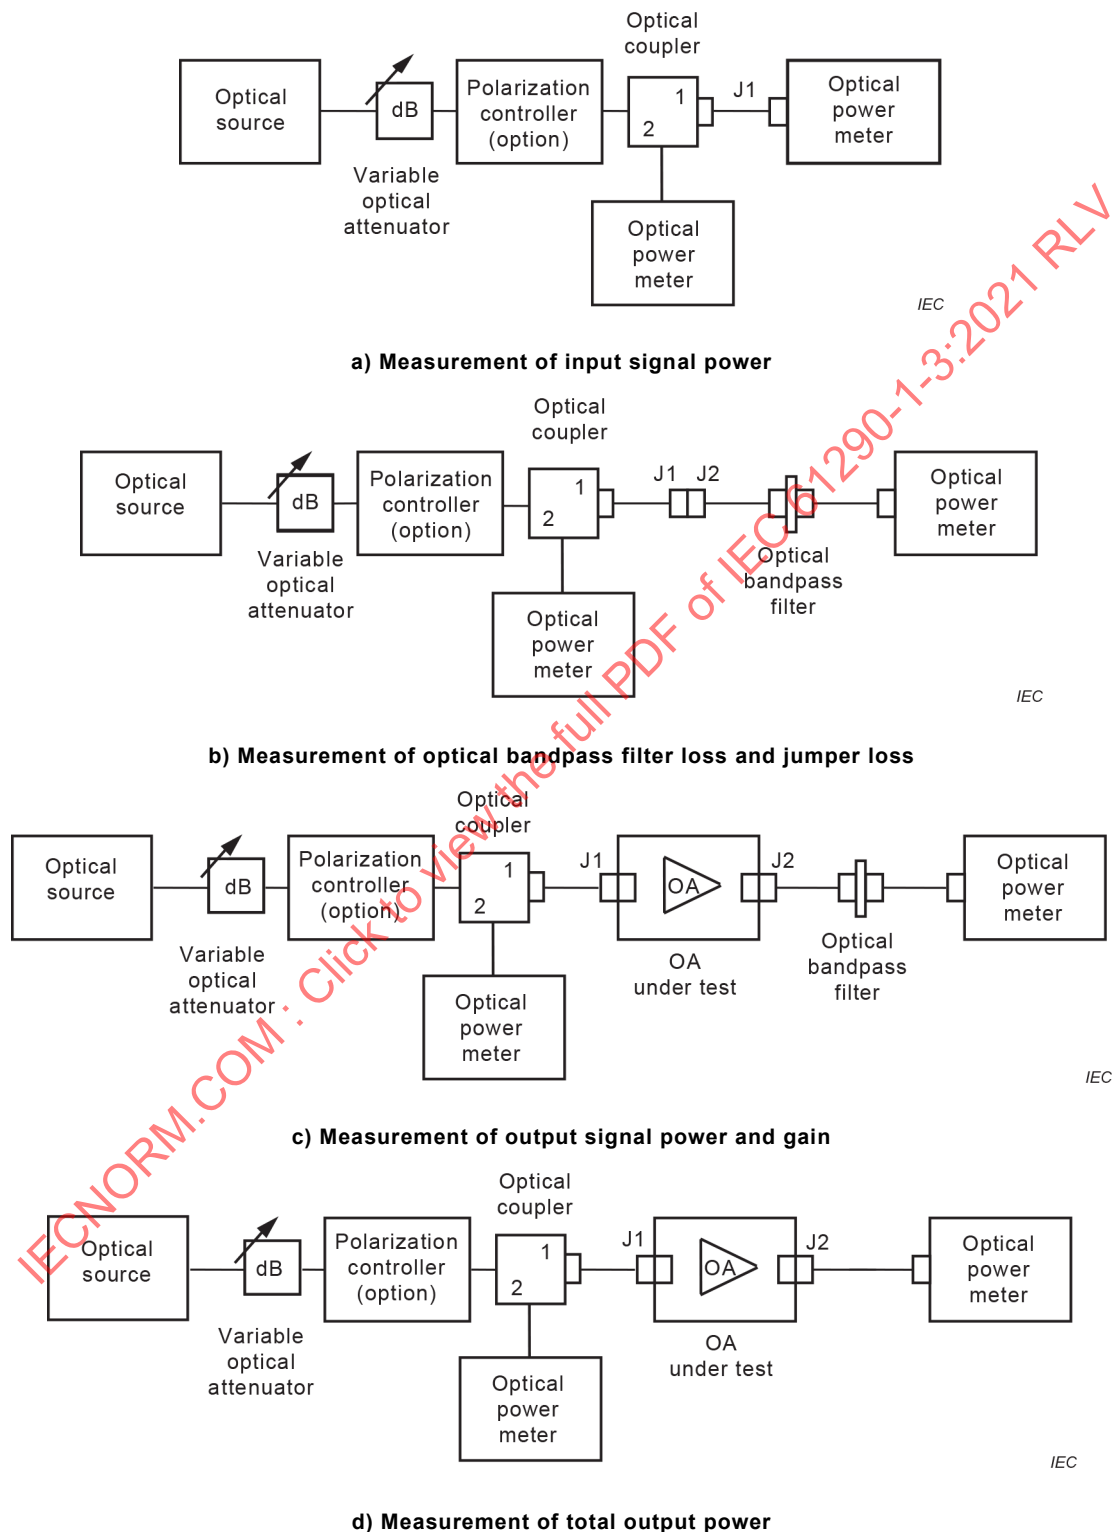 Optical
coupler
Optical
source
dB
Polarization
controller
(option)
1
2
J1
Optical
power
meter
Variable
optical
attenuator
Optical
power
meter
IEC
a) Measurement of input signal power
Optical
coupler
Optical
source
dB
Polarization
controller
(option)
1
2
J1 J2
Optical
power
meter
Variable
optical
attenuator
Optical
bandpass
filter
Optical
power
meter
IEC
b) Measurement of optical bandpass filter loss and jumper loss
Optical
coupler
Optical
source
dB
Polarization
controller
(option)
1
2
J1
OA
J2
Optical
power
meter
Variable
optical
attenuator
OA
under test
Optical
bandpass
filter
Optical
power
meter
IEC
c) Measurement of output signal power and gain
Optical
coupler
Optical
source
dB
Polarization
controller
(option)
1
2
J1
OA
J2
Optical
power
meter
Variable
optical
attenuator
OA
under test
Optical
power
meter
IEC
d) Measurement of total output power
IECNORM.COM : Click to view the full PDF of IEC 61290-1-3:2021 RLV